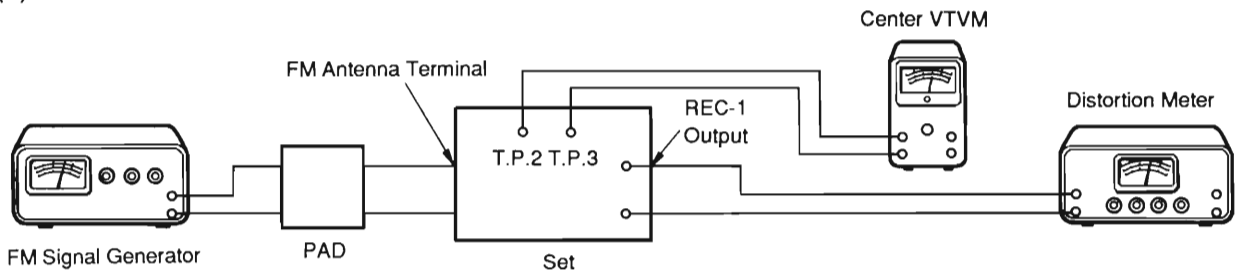 Center VTVM
FM Antenna Terminal
REC-1
Output
Distortion Meter
T.P.2 T.P.3
FM Signal Generator
PAD
Set